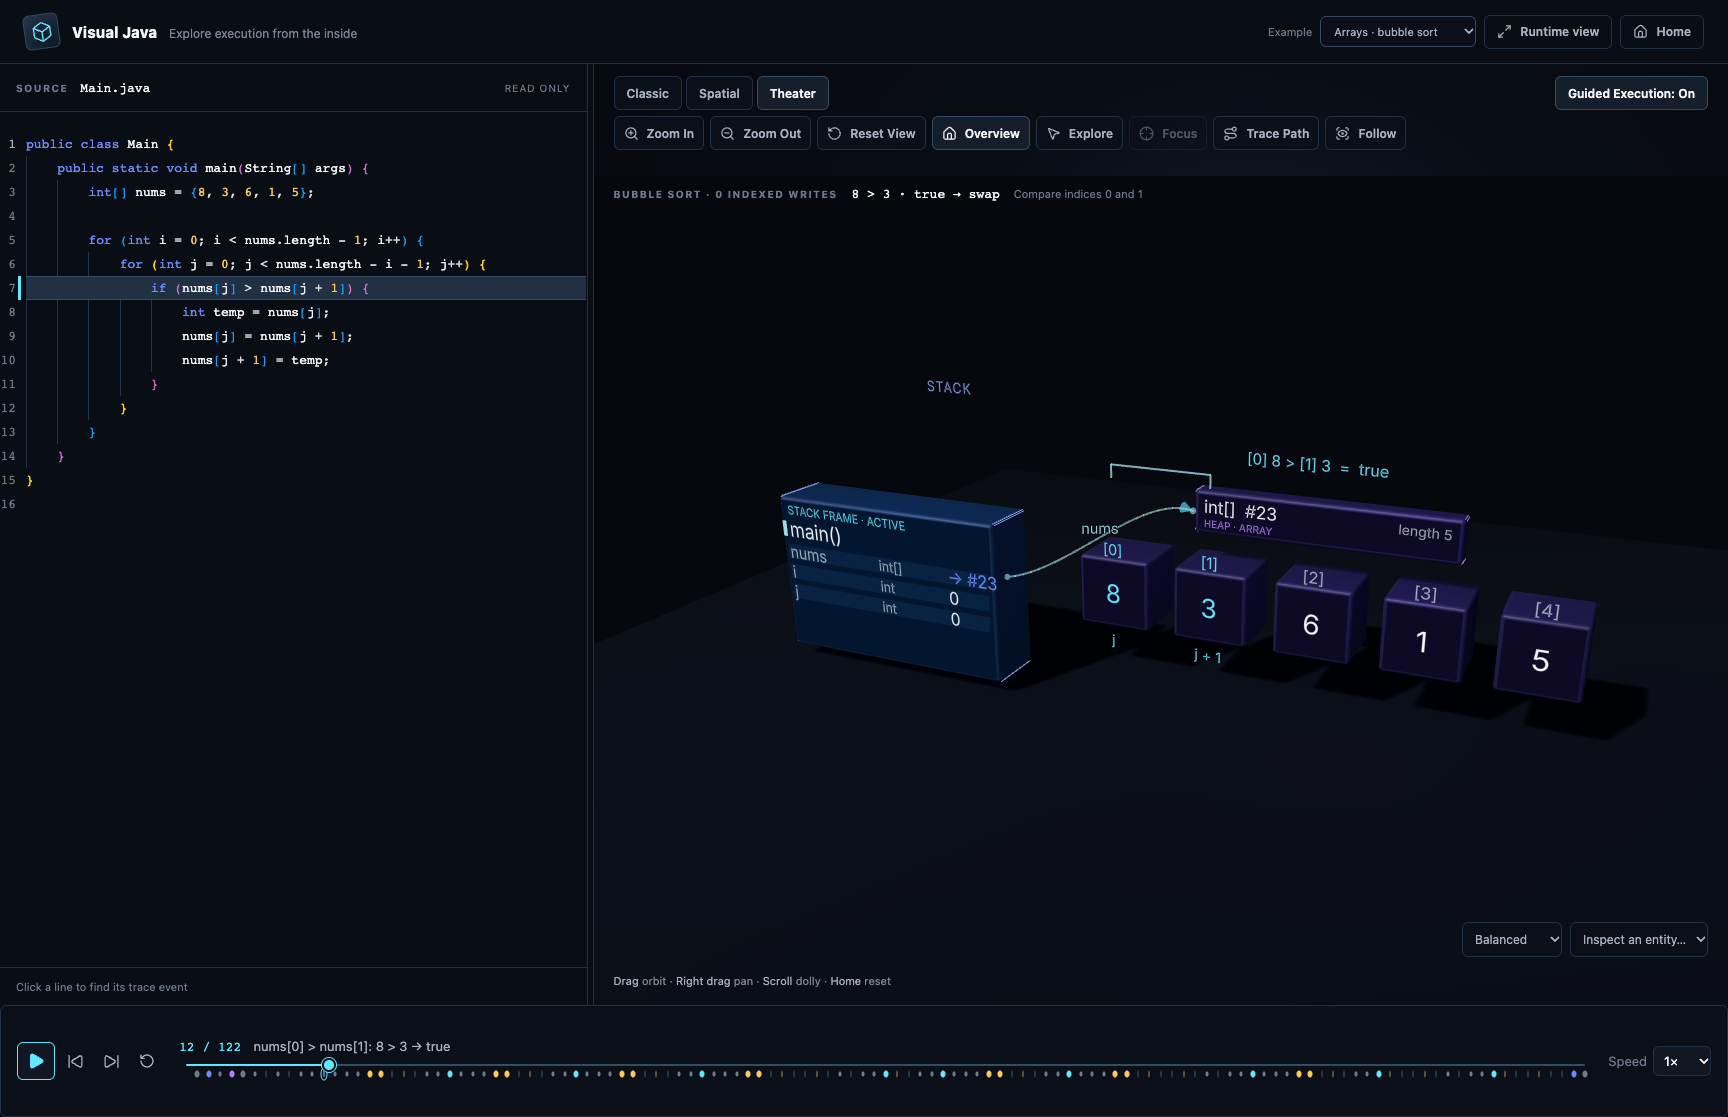 Visual Java Explore execution from the inside
Example Arrays · bubble sort Runtime view Home
SOURCE Main.java READ ONLY
1 public class Main {
2 public static void main(String[] args) {
3 int[] nums = {8, 3, 6, 1, 5};
4
5 for (int i = 0; i < nums.length - 1; i++) {
6 for (int j = 0; j < nums.length - i - 1; j++) {
7 if (nums[j] > nums[j + 1]) {
8 int temp = nums[j];
9 nums[j] = nums[j + 1];
10 nums[j + 1] = temp;
11 }
12 }
13 }
14 }
15 }
16
Click a line to find its trace event
Classic Spatial Theater Guided Execution: On
Zoom In Zoom Out Reset View Overview Explore Focus Trace Path Follow
BUBBLE SORT · 0 INDEXED WRITES 8 > 3 · true → swap Compare indices 0 and 1
STACK
STACK FRAME · ACTIVE
main()
nums int[] → #23
i int 0
j int 0
nums
[0] 8 > [1] 3 = true
int[] #23
HEAP · ARRAY
length 5
[0] [1] [2] [3] [4]
8 3 6 1 5
j j + 1
Balanced Inspect an entity...
Drag orbit · Right drag pan · Scroll dolly · Home reset
12 / 122 nums[0] > nums[1]: 8 > 3 → true
Speed 1×